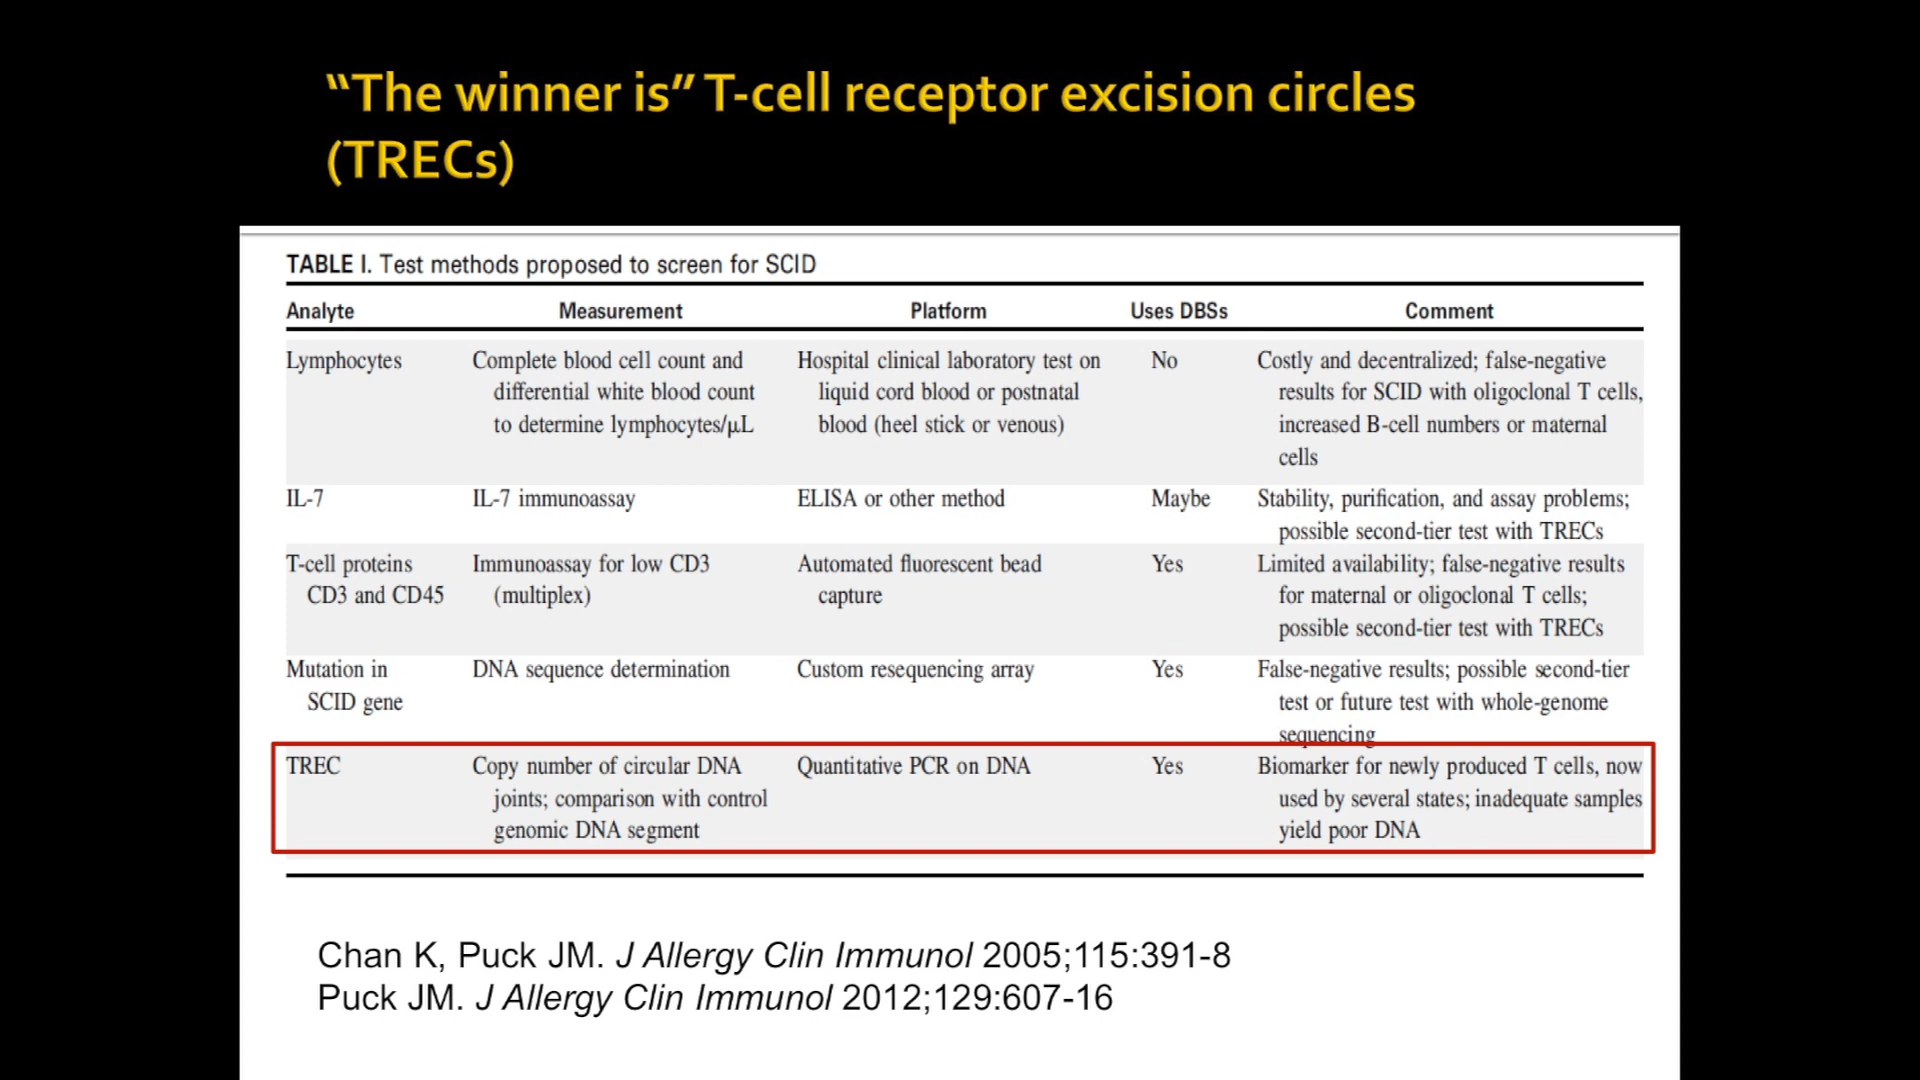 “The winner is” T-cell receptor excision circles
(TRECs)
TABLE I. Test methods proposed to screen for SCID
Analyte Measurement Platform Uses DBSs Comment
Lymphocytes Complete blood cell count and Hospital clinical laboratory test on No Costly and decentralized; false-negative
differential white blood count liquid cord blood or postnatal results for SCID with oligoclonal T cells,
to determine lymphocytes/μL blood (heel stick or venous) increased B-cell numbers or maternal
cells
IL-7 IL-7 immunoassay ELISA or other method Maybe Stability, purification, and assay problems;
possible second-tier test with TRECs
T-cell proteins Immunoassay for low CD3 Automated fluorescent bead Yes Limited availability; false-negative results
CD3 and CD45 (multiplex) capture for maternal or oligoclonal T cells;
possible second-tier test with TRECs
Mutation in DNA sequence determination Custom resequencing array Yes False-negative results; possible second-tier
SCID gene test or future test with whole-genome
sequencing
TREC Copy number of circular DNA Quantitative PCR on DNA Yes Biomarker for newly produced T cells, now
joints; comparison with control used by several states; inadequate samples
genomic DNA segment yield poor DNA
Chan K, Puck JM. J Allergy Clin Immunol 2005;115:391-8
Puck JM. J Allergy Clin Immunol 2012;129:607-16